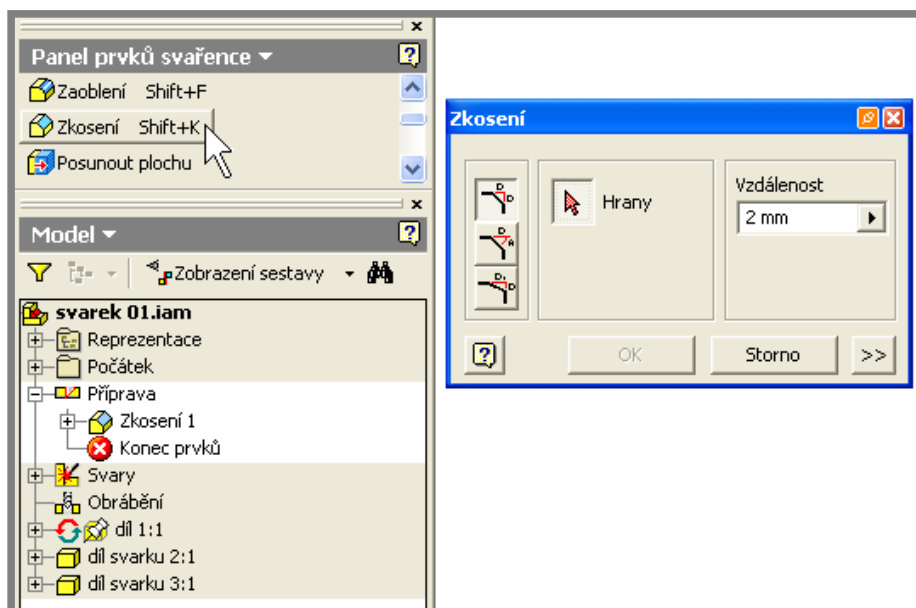 Panel prvků svařence
Zaoblení Shift+F
Zkosení Shift+K
Posunout plochu
Model
Zobrazení sestavy
svarek 01.iam
Reprezentace
Počátek
Příprava
Zkosení 1
Konec prvků
Svary
Obrábění
díl 1:1
díl svarku 2:1
díl svarku 3:1
Zkosení
Hrany
Vzdálenost
2 mm
OK
Storno
>>